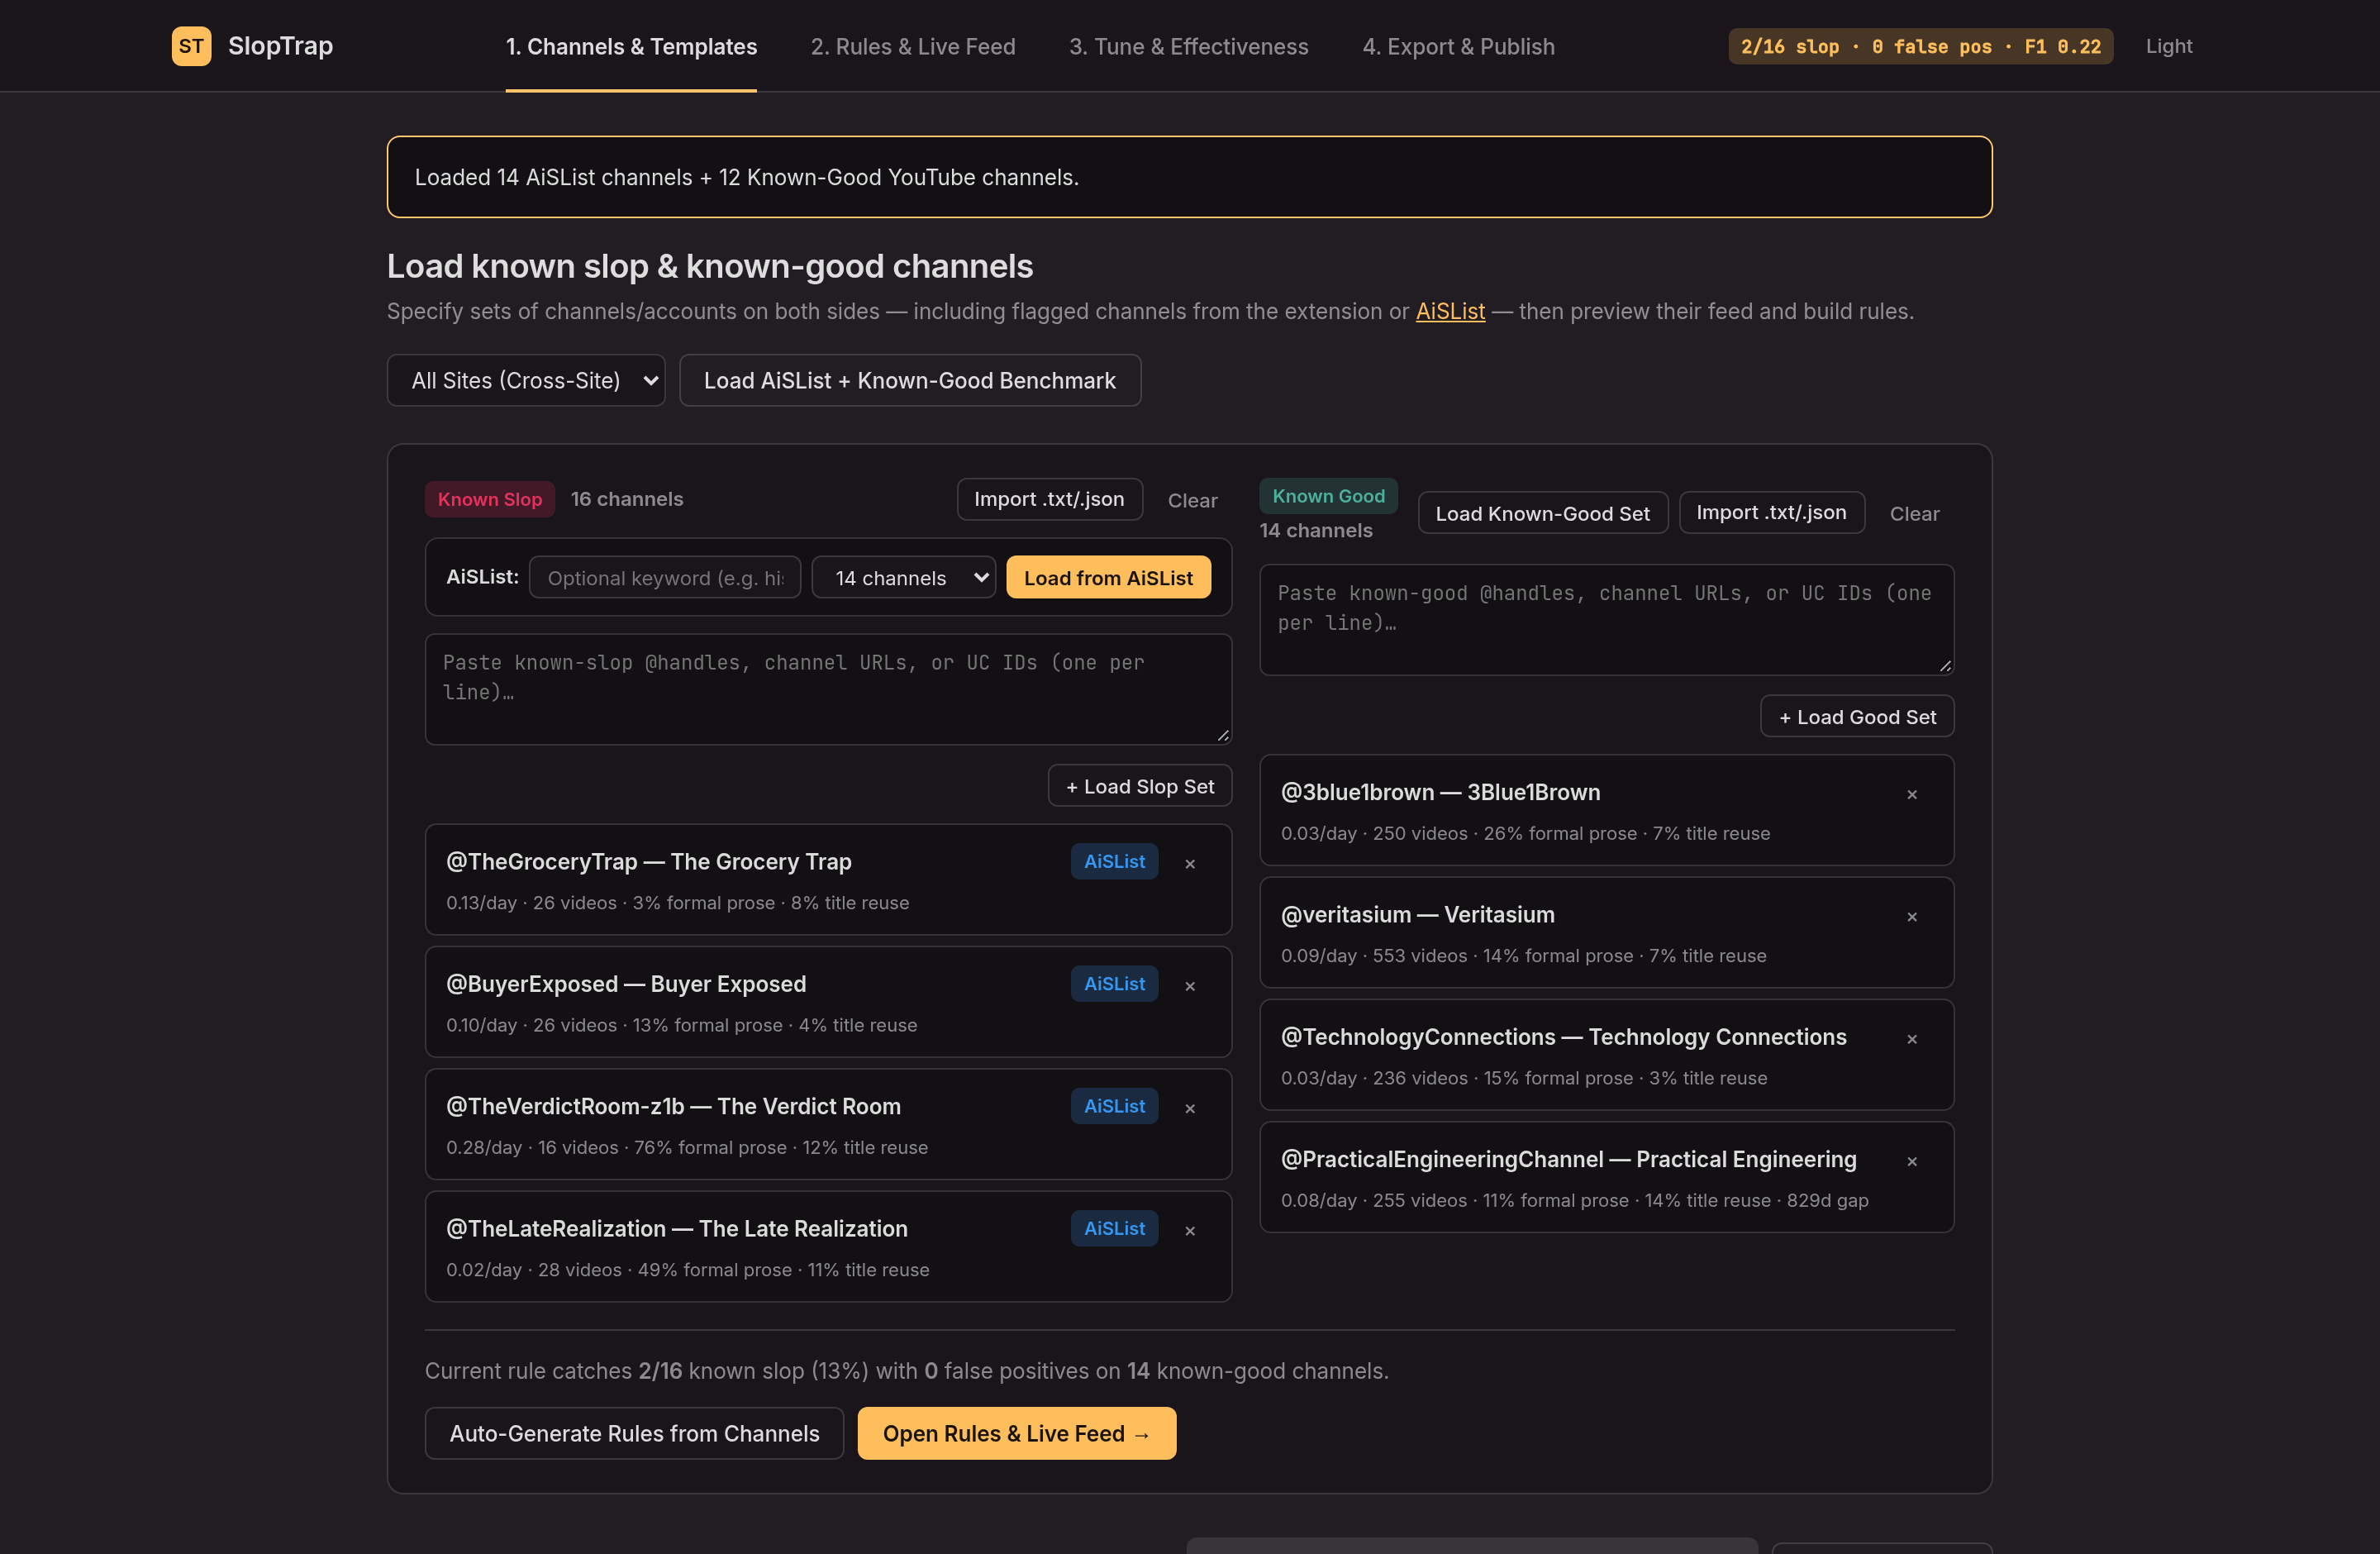 ST SlopTrap
1. Channels & Templates
2. Rules & Live Feed
3. Tune & Effectiveness
4. Export & Publish
2/16 slop · 0 false pos · F1 0.22
Light
Loaded 14 AiSList channels + 12 Known-Good YouTube channels.
Load known slop & known-good channels
Specify sets of channels/accounts on both sides — including flagged channels from the extension or AiSList — then preview their feed and build rules.
All Sites (Cross-Site)
Load AiSList + Known-Good Benchmark
Known Slop 16 channels
Import .txt/.json
Clear
AiSList:
Optional keyword (e.g. his
14 channels
Load from AiSList
Paste known-slop @handles, channel URLs, or UC IDs (one per
line)…
+ Load Slop Set
@TheGroceryTrap — The Grocery Trap
AiSList ×
0.13/day · 26 videos · 3% formal prose · 8% title reuse
@BuyerExposed — Buyer Exposed
AiSList ×
0.10/day · 26 videos · 13% formal prose · 4% title reuse
@TheVerdictRoom-z1b — The Verdict Room
AiSList ×
0.28/day · 16 videos · 76% formal prose · 12% title reuse
@TheLateRealization — The Late Realization
AiSList ×
0.02/day · 28 videos · 49% formal prose · 11% title reuse
Known Good
14 channels
Load Known-Good Set
Import .txt/.json
Clear
Paste known-good @handles, channel URLs, or UC IDs (one
per line)…
+ Load Good Set
@3blue1brown — 3Blue1Brown ×
0.03/day · 250 videos · 26% formal prose · 7% title reuse
@veritasium — Veritasium ×
0.09/day · 553 videos · 14% formal prose · 7% title reuse
@TechnologyConnections — Technology Connections ×
0.03/day · 236 videos · 15% formal prose · 3% title reuse
@PracticalEngineeringChannel — Practical Engineering ×
0.08/day · 255 videos · 11% formal prose · 14% title reuse · 829d gap
Current rule catches 2/16 known slop (13%) with 0 false positives on 14 known-good channels.
Auto-Generate Rules from Channels
Open Rules & Live Feed →